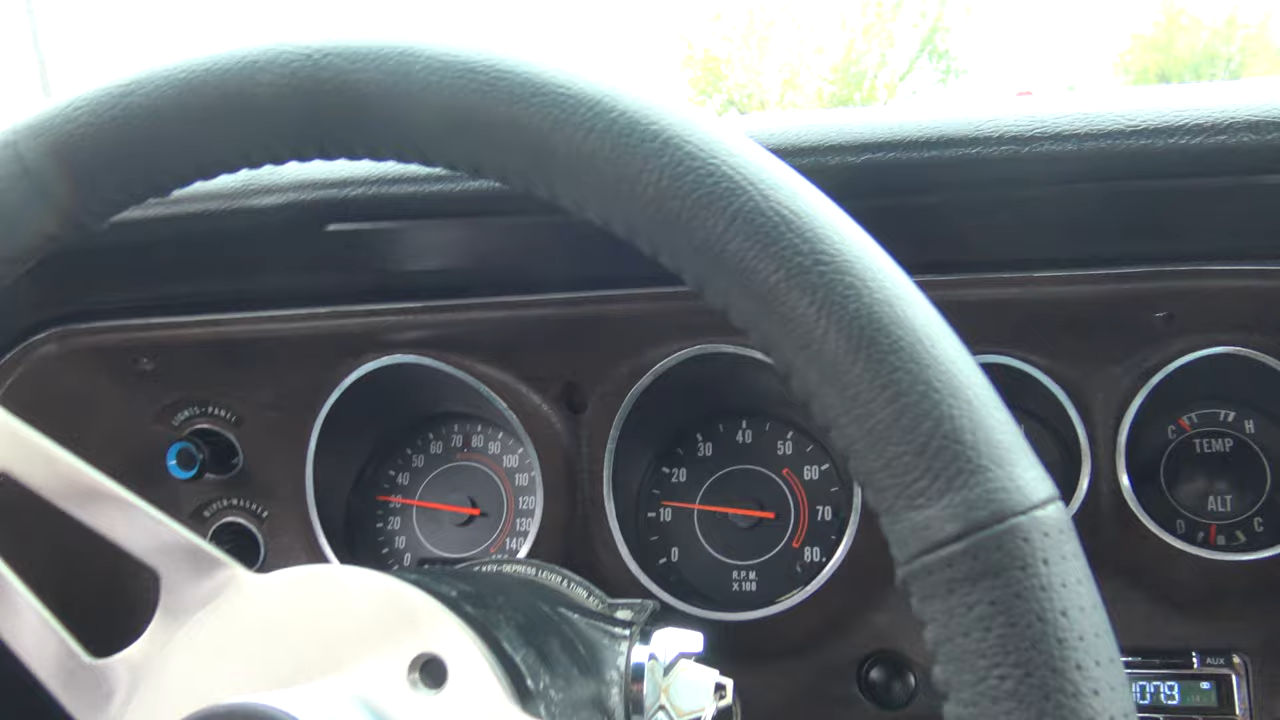 LIGHTS-PANEL
WIPER-WASHER
0 10 20 30 40 50 60 70 80 90 100 110 120 130 140
0 10 20 30 40 50 60 70 80
R.P.M.
X 100
KEY-DEPRESS LEVER & TURN KEY
C H
TEMP
ALT
D C
AUX
1079